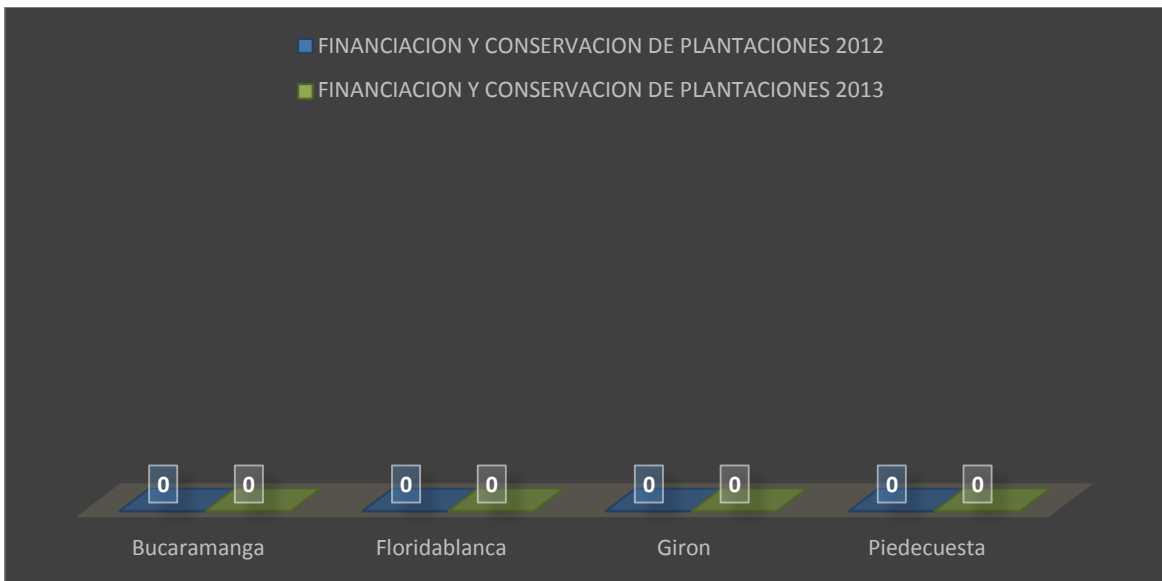 FINANCIACION Y CONSERVACION DE PLANTACIONES 2012
FINANCIACION Y CONSERVACION DE PLANTACIONES 2013
0 0 0 0 0 0 0 0
Bucaramanga Floridablanca Giron Piedecuesta